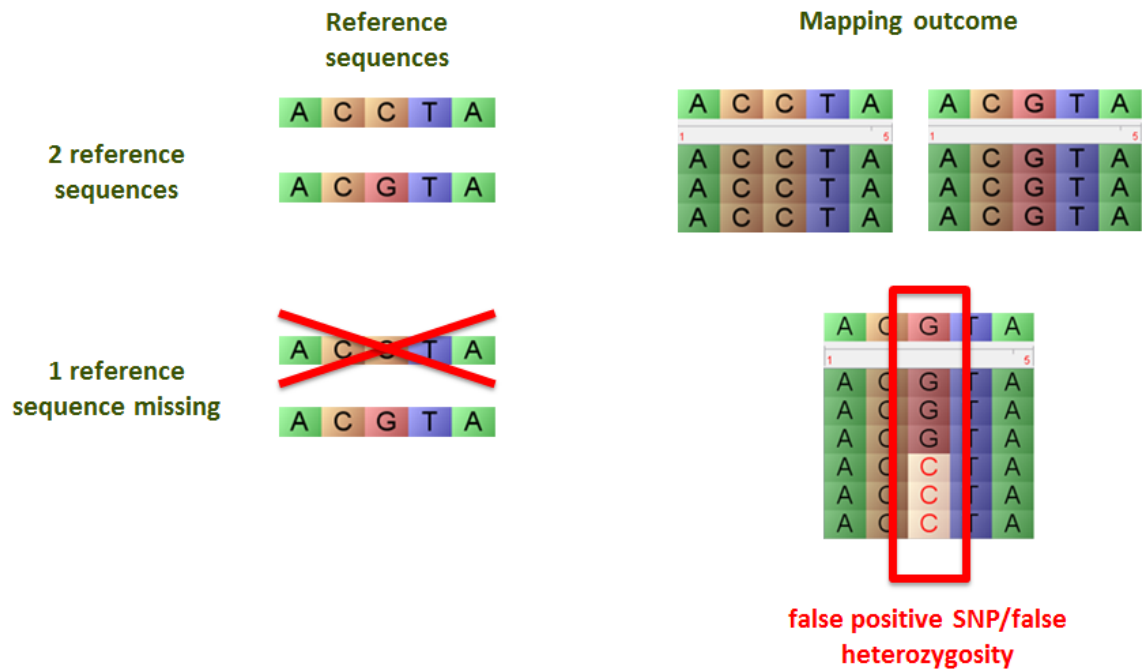 Reference
sequences
Mapping outcome
2 reference
sequences
A C C T A
A C G T A
A C C T A
1 5
A C C T A
A C C T A
A C C T A
A C G T A
1 5
A C G T A
A C G T A
A C G T A
1 reference
sequence missing
A C C T A
A C G T A
A C G T A
1 5
A C G T A
A C G T A
A C G T A
A C C T A
A C C T A
A C C T A
false positive SNP/false
heterozygosity